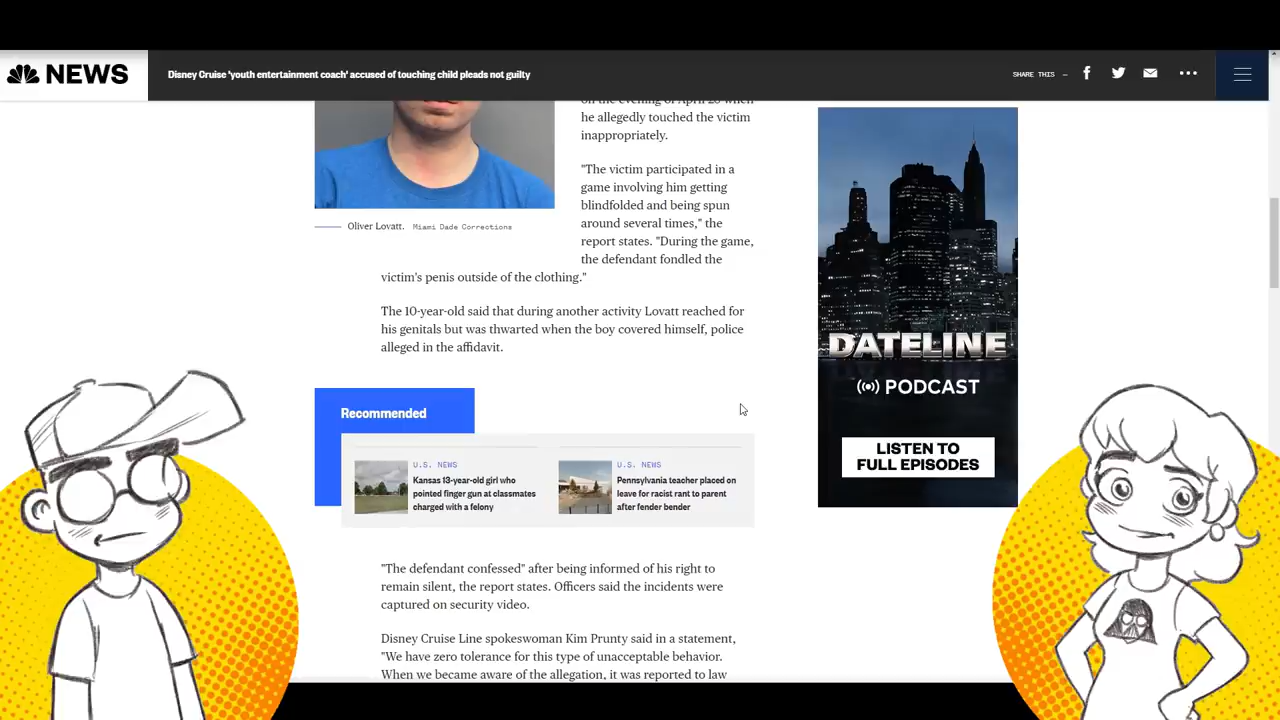 NEWS
Disney Cruise 'youth entertainment coach' accused of touching child pleads not guilty
SHARE THIS
on the evening of April 20 when
he allegedly touched the victim
inappropriately.
"The victim participated in a
game involving him getting
blindfolded and being spun
around several times," the
report states. "During the game,
the defendant fondled the
victim's penis outside of the clothing."
Oliver Lovatt. Miami Dade Corrections
The 10-year-old said that during another activity Lovatt reached for
his genitals but was thwarted when the boy covered himself, police
alleged in the affidavit.
Recommended
U.S. NEWS
Kansas 13-year-old girl who
pointed finger gun at classmates
charged with a felony
U.S. NEWS
Pennsylvania teacher placed on
leave for racist rant to parent
after fender bender
"The defendant confessed" after being informed of his right to
remain silent, the report states. Officers said the incidents were
captured on security video.
Disney Cruise Line spokeswoman Kim Prunty said in a statement,
"We have zero tolerance for this type of unacceptable behavior.
When we became aware of the allegation, it was reported to law
DATELINE
PODCAST
LISTEN TO
FULL EPISODES